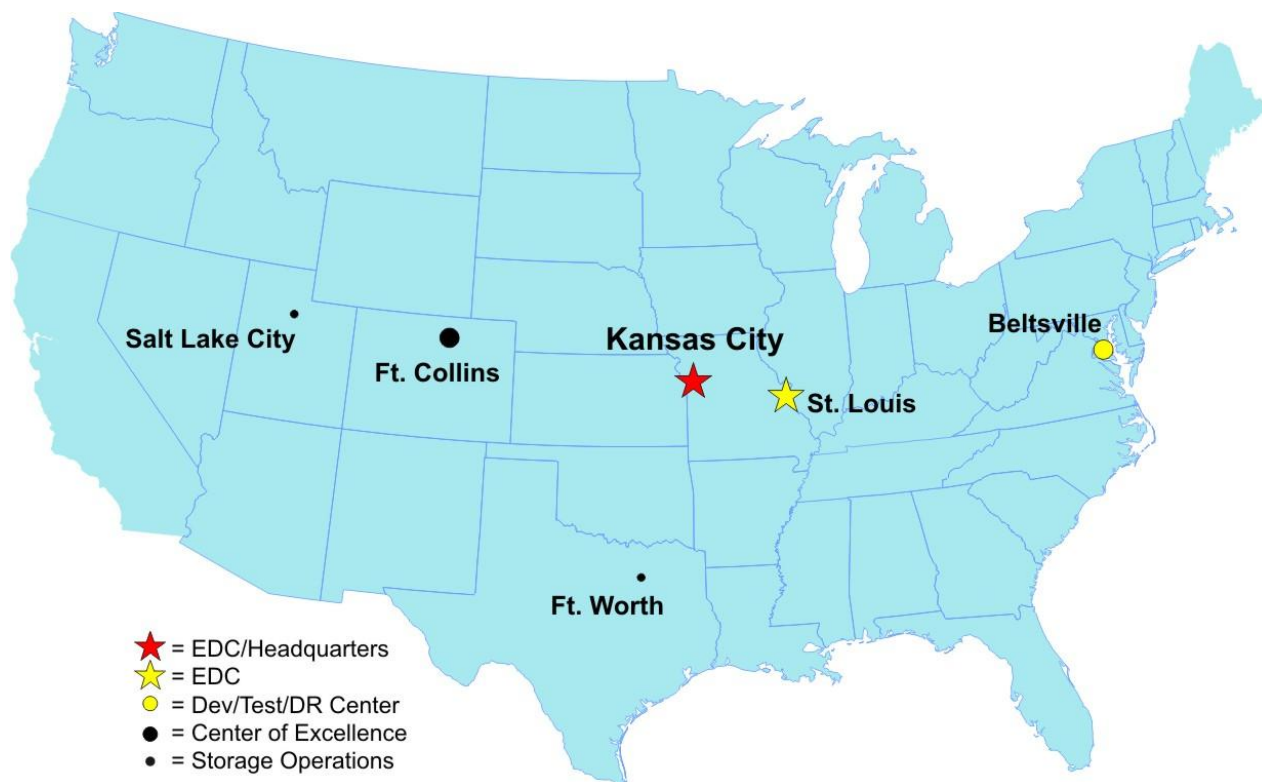 Salt Lake City
Ft. Collins
Kansas City
St. Louis
Beltsville
Ft. Worth
= EDC/Headquarters
= EDC
= Dev/Test/DR Center
= Center of Excellence
= Storage Operations